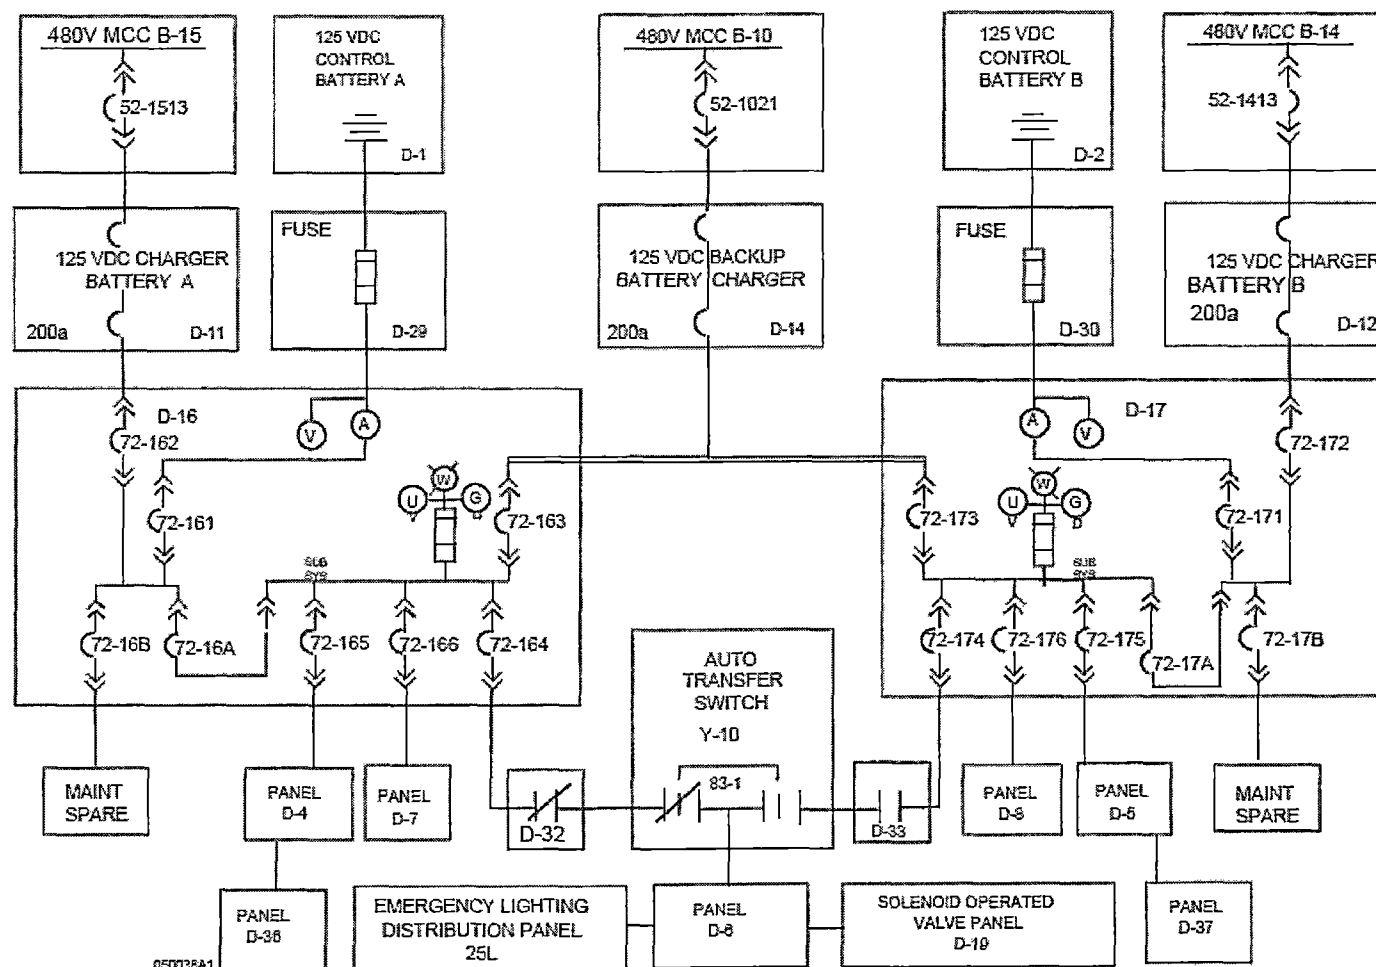 480V MCC B-15
52-1513
125 VDC
CONTROL
BATTERY A
D-1
480V MCC B-10
52-1021
125 VDC
CONTROL
BATTERY B
D-2
480V MCC B-14
52-1413
125 VDC CHARGER
BATTERY A
200a
D-11
FUSE
D-29
125 VDC BACKUP
BATTERY CHARGER
200a
D-14
FUSE
D-30
125 VDC CHARGER
BATTERY B
200a
D-12
D-16
72-162
V
A
72-161
W
U
V
G
72-163
SUB
SYS
72-16B
72-16A
72-165
72-166
72-164
A
V
D-17
72-172
W
U
V
G
D
72-173
72-171
SUB
SYS
72-174
72-176
72-175
72-17A
72-17B
AUTO
TRANSFER
SWITCH
Y-10
83-1
MAINT
SPARE
PANEL
D-4
PANEL
D-7
D-32
D-33
PANEL
D-8
PANEL
D-5
MAINT
SPARE
PANEL
D-36
EMERGENCY LIGHTING
DISTRIBUTION PANEL
25L
PANEL
D-6
SOLENOID OPERATED
VALVE PANEL
D-19
PANEL
D-37